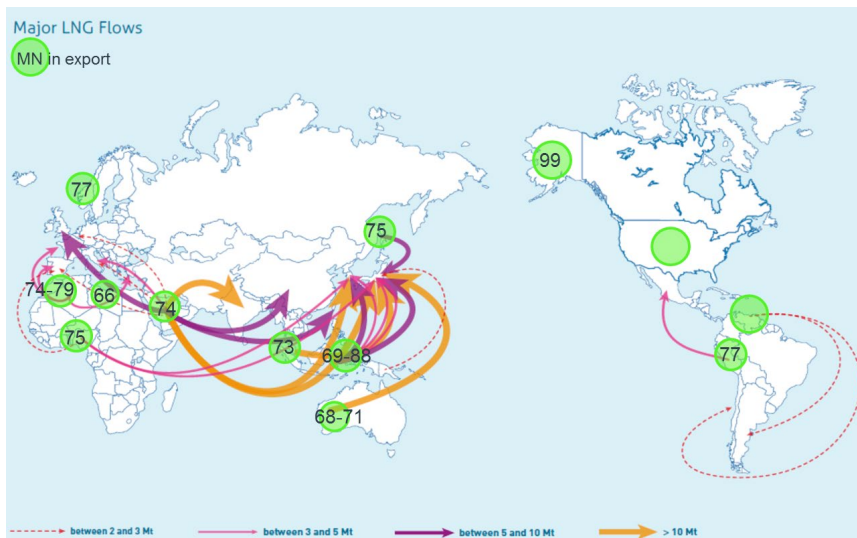 Major LNG Flows
MN in export
99
77
75
74-79
66
74
75
73
69-88
77
68-71
between 2 and 3 Mt
between 3 and 5 Mt
between 5 and 10 Mt
> 10 Mt